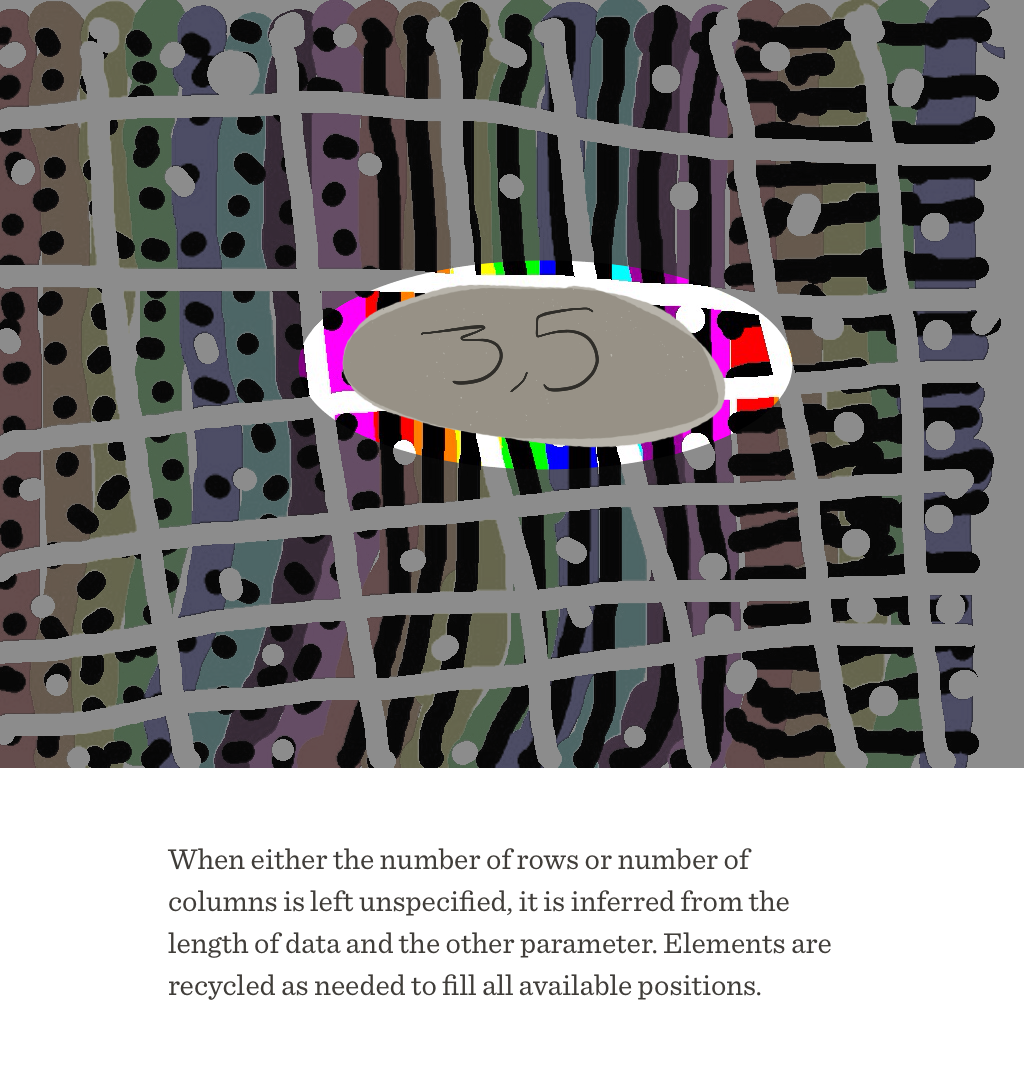 3,5
When either the number of rows or number of
columns is left unspecified, it is inferred from the
length of data and the other parameter. Elements are
recycled as needed to fill all available positions.